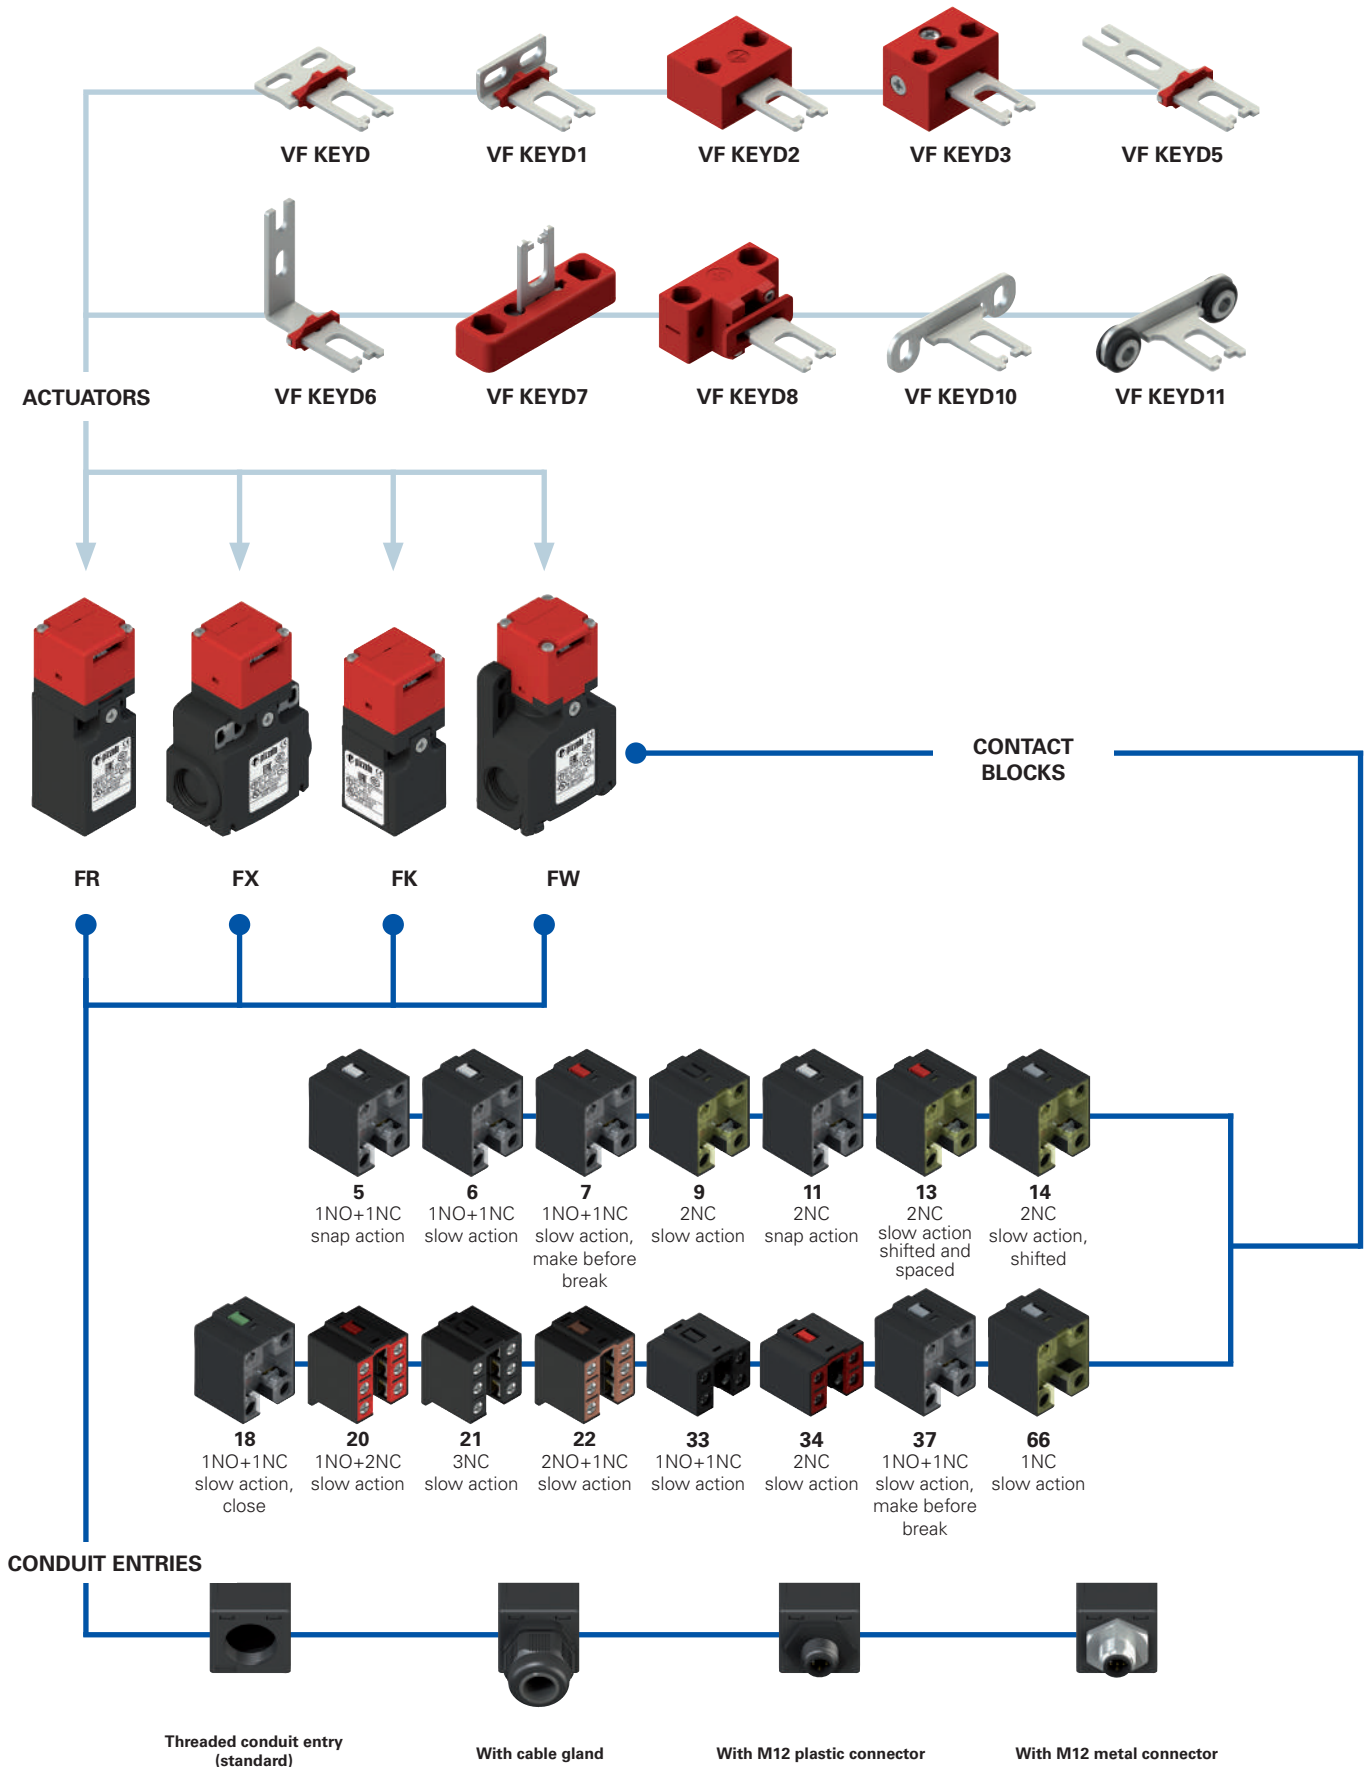 VF KEYD
VF KEYD1
VF KEYD2
VF KEYD3
VF KEYD5
VF KEYD6
VF KEYD7
VF KEYD8
VF KEYD10
VF KEYD11
ACTUATORS
CONTACT
BLOCKS
FR
FX
FK
FW
5
1NO+1NC
snap action
6
1NO+1NC
slow action
7
1NO+1NC
slow action,
make before
break
9
2NC
slow action
11
2NC
snap action
13
2NC
slow action
shifted and
spaced
14
2NC
slow action,
shifted
18
1NO+1NC
slow action,
close
20
1NO+2NC
slow action
21
3NC
slow action
22
2NO+1NC
slow action
33
1NO+1NC
slow action
34
2NC
slow action
37
1NO+1NC
slow action,
make before
break
66
1NC
slow action
CONDUIT ENTRIES
Threaded conduit entry
(standard)
With cable gland
With M12 plastic connector
With M12 metal connector